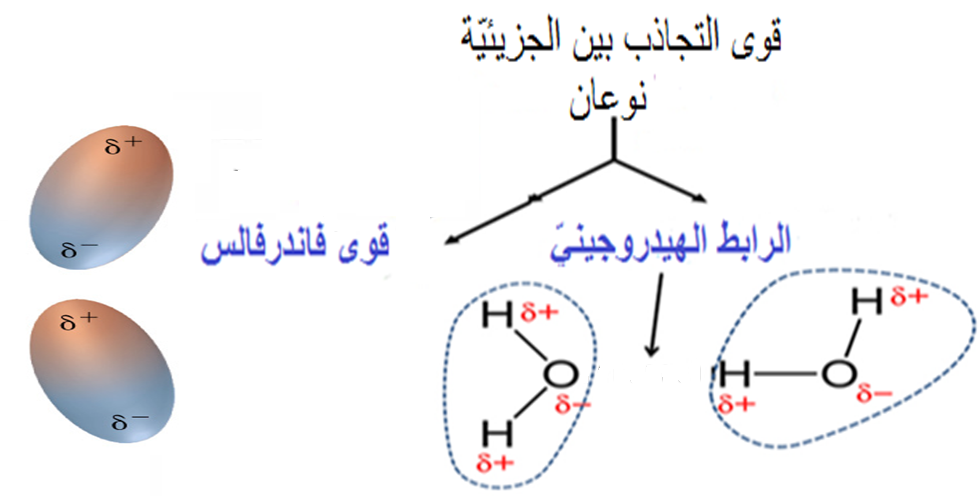 قوى التجاذب بين الجزيئيّة
نوعان
الرابط الهيدروجينيّ
قوى فاندرفالس
δ+
δ−
δ+
δ−
H δ+
O
δ−
H
δ+
H δ+
H O
δ+ δ−